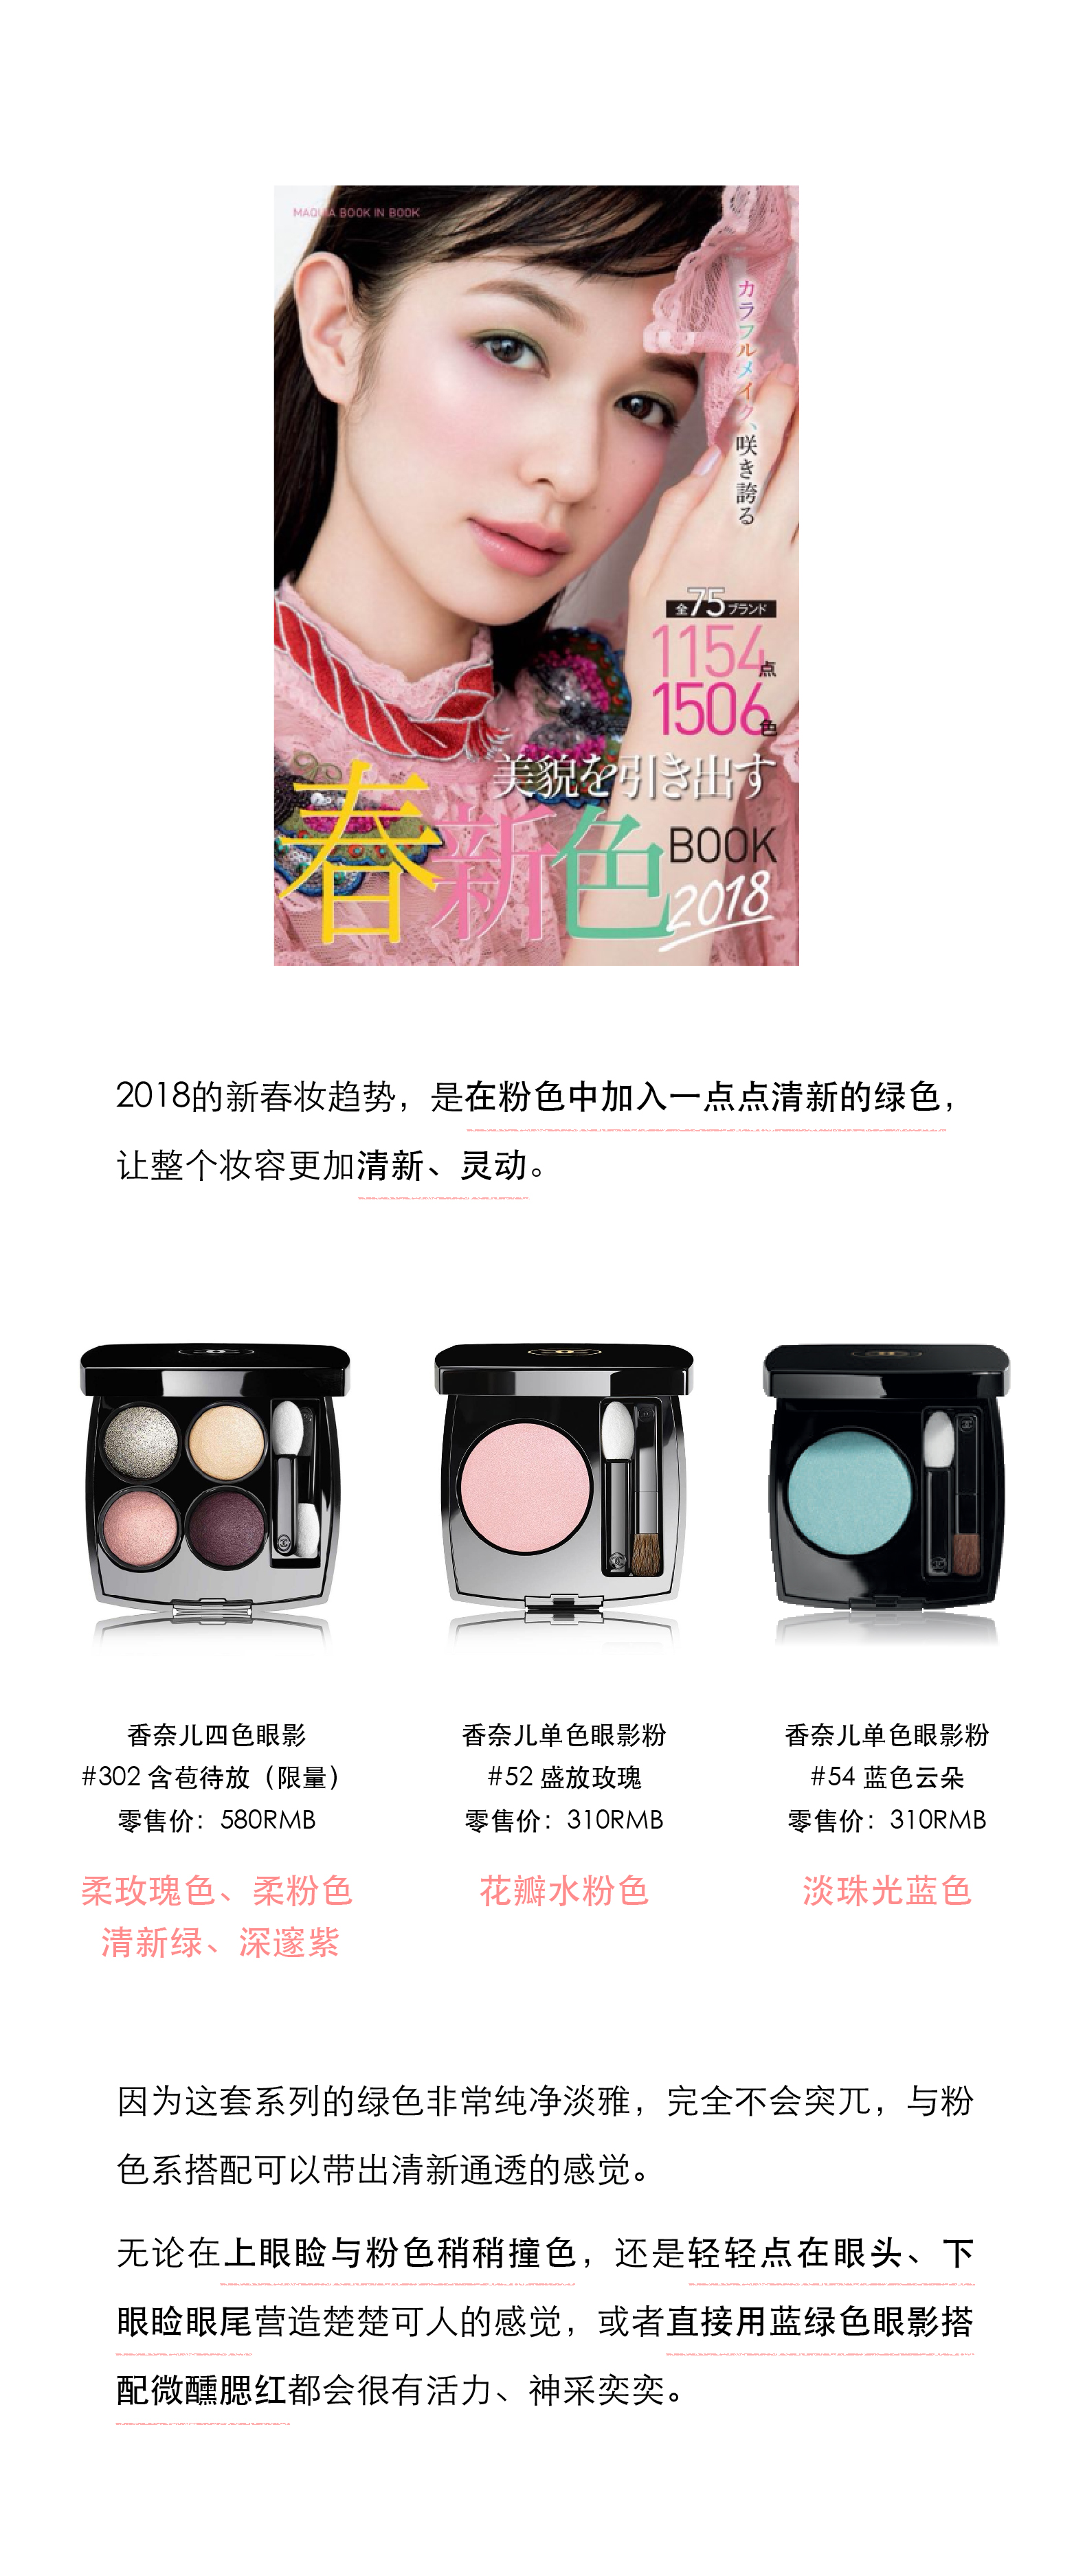 MAQUIA BOOK IN BOOK
カラフルメイク、咲き誇る
全75ブランド
1154点
1506色
美貌を引き出す
春新色BOOK
2018
2018的新春妆趋势，是在粉色中加入一点点清新的绿色，
让整个妆容更加清新、灵动。
香奈儿四色眼影
#302 含苞待放（限量）
零售价：580RMB
柔玫瑰色、柔粉色
清新绿、深邃紫
香奈儿单色眼影粉
#52 盛放玫瑰
零售价：310RMB
花瓣水粉色
香奈儿单色眼影粉
#54 蓝色云朵
零售价：310RMB
淡珠光蓝色
因为这套系列的绿色非常纯净淡雅，完全不会突兀，与粉
色系搭配可以带出清新通透的感觉。
无论在上眼睑与粉色稍稍撞色，还是轻轻点在眼头、下
眼睑眼尾营造楚楚可人的感觉，或者直接用蓝绿色眼影搭
配微醺腮红都会很有活力、神采奕奕。